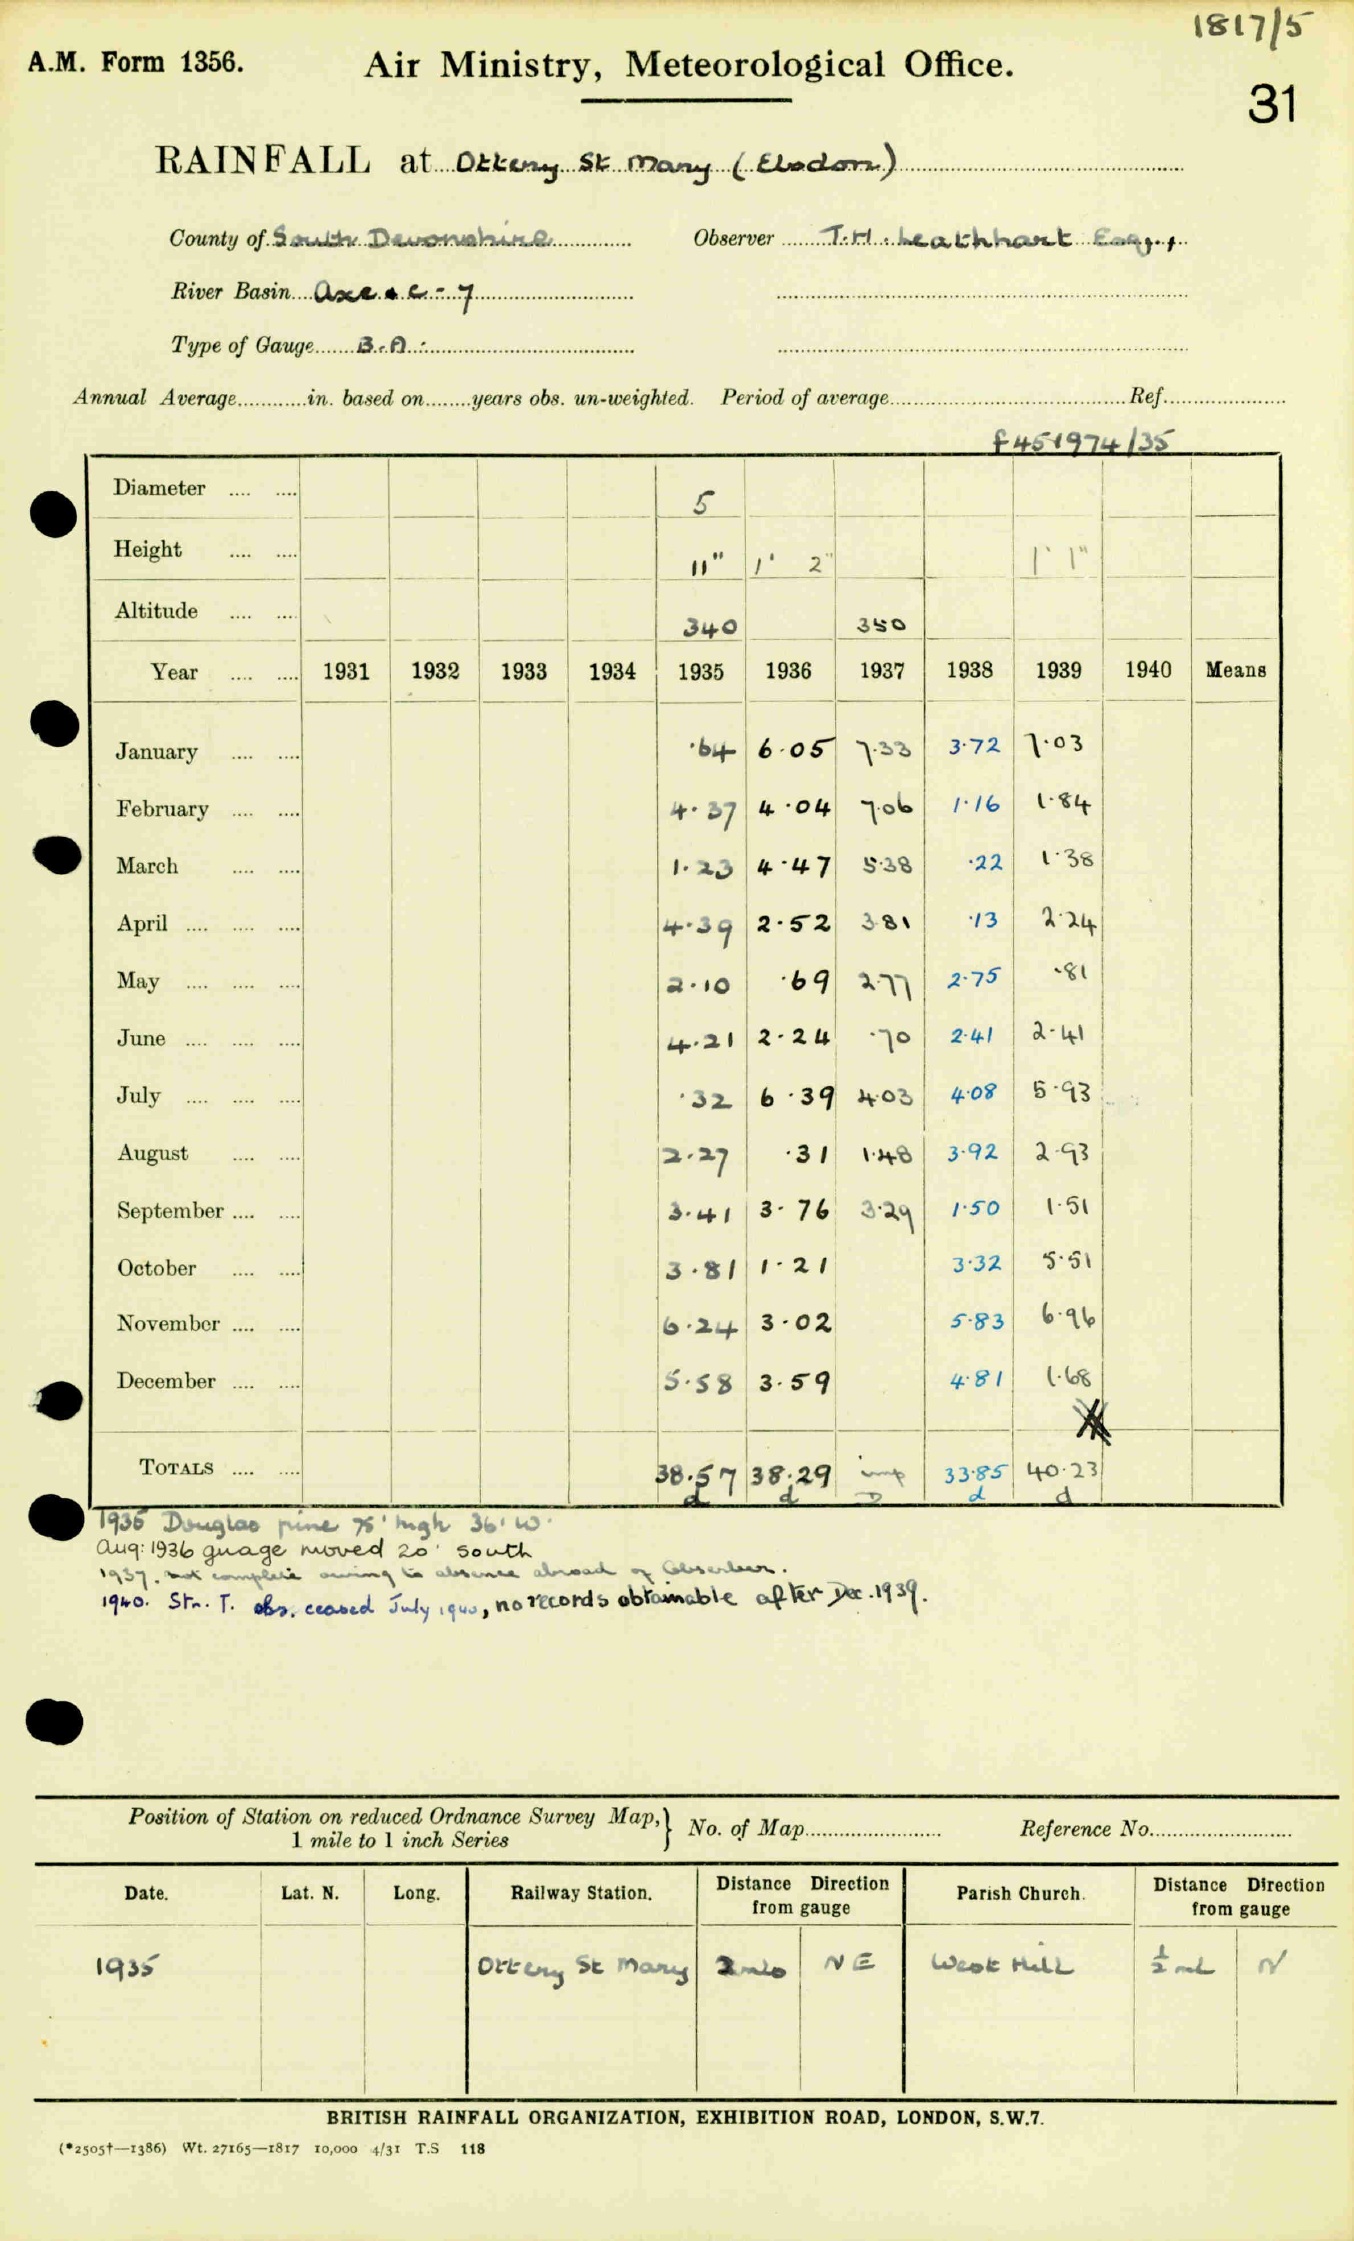 1817/5
A.M. Form 1356. Air Ministry, Meteorological Office.
31
RAINFALL at Ottery St Mary (Ebdon)
County of South Devonshire Observer T.H. Leathhart Esq.,
River Basin Axe &c - 7
Type of Gauge B.A.
Annual Average in. based on years obs. un-weighted. Period of average Ref.
f 451974/35
Diameter 5
Height 11" 1' 2" 1' 1"
Altitude 340 350
Year 1931 1932 1933 1934 1935 1936 1937 1938 1939 1940 Means
January .64 6.05 7.33 3.72 7.03
February 4.37 4.04 7.06 1.16 1.84
March 1.23 4.47 5.38 .22 1.38
April 4.39 2.52 3.81 .13 2.24
May 2.10 .69 2.77 2.75 .81
June 4.21 2.24 .70 2.41 2.41
July .32 6.39 4.03 4.08 5.93
August 2.27 .31 1.48 3.92 2.93
September 3.41 3.76 3.29 1.50 1.51
October 3.81 1.21 3.32 5.51
November 6.24 3.02 5.83 6.96
December 5.58 3.59 4.81 1.68
TOTALS 38.57 38.29 imp 33.85 40.23
d d D d d
1935 Douglas pine 75' high 36' W.
Aug: 1936 guage moved 20' south
1937. not complete owing to absence abroad of Observer.
1940. Stn. T. obs. ceased July 1940, no records obtainable after Dec. 1939.
Position of Station on reduced Ordnance Survey Map, 1 mile to 1 inch Series } No. of Map Reference No.
Date. Lat. N. Long. Railway Station. Distance Direction from gauge Parish Church. Distance Direction from gauge
1935 Ottery St Mary 2 mls NE West Hill ½ ml N
BRITISH RAINFALL ORGANIZATION, EXHIBITION ROAD, LONDON, S.W.7.
(*2505†—1386) Wt. 27165—1817 10,000 4/31 T.S 118